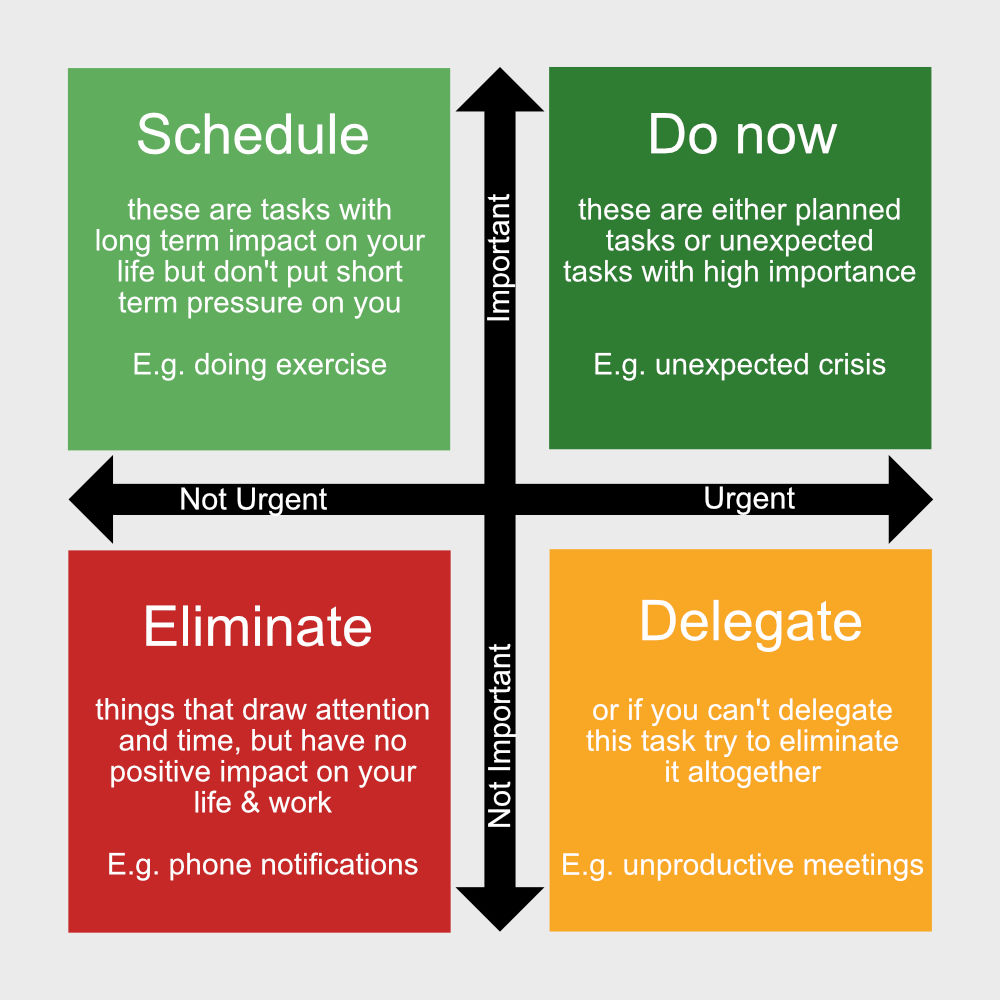 Schedule
these are tasks with
long term impact on your
life but don't put short
term pressure on you
E.g. doing exercise
Important
Do now
these are either planned
tasks or unexpected
tasks with high importance
E.g. unexpected crisis
Not Urgent
Urgent
Eliminate
things that draw attention
and time, but have no
positive impact on your
life & work
E.g. phone notifications
Not Important
Delegate
or if you can't delegate
this task try to eliminate
it altogether
E.g. unproductive meetings